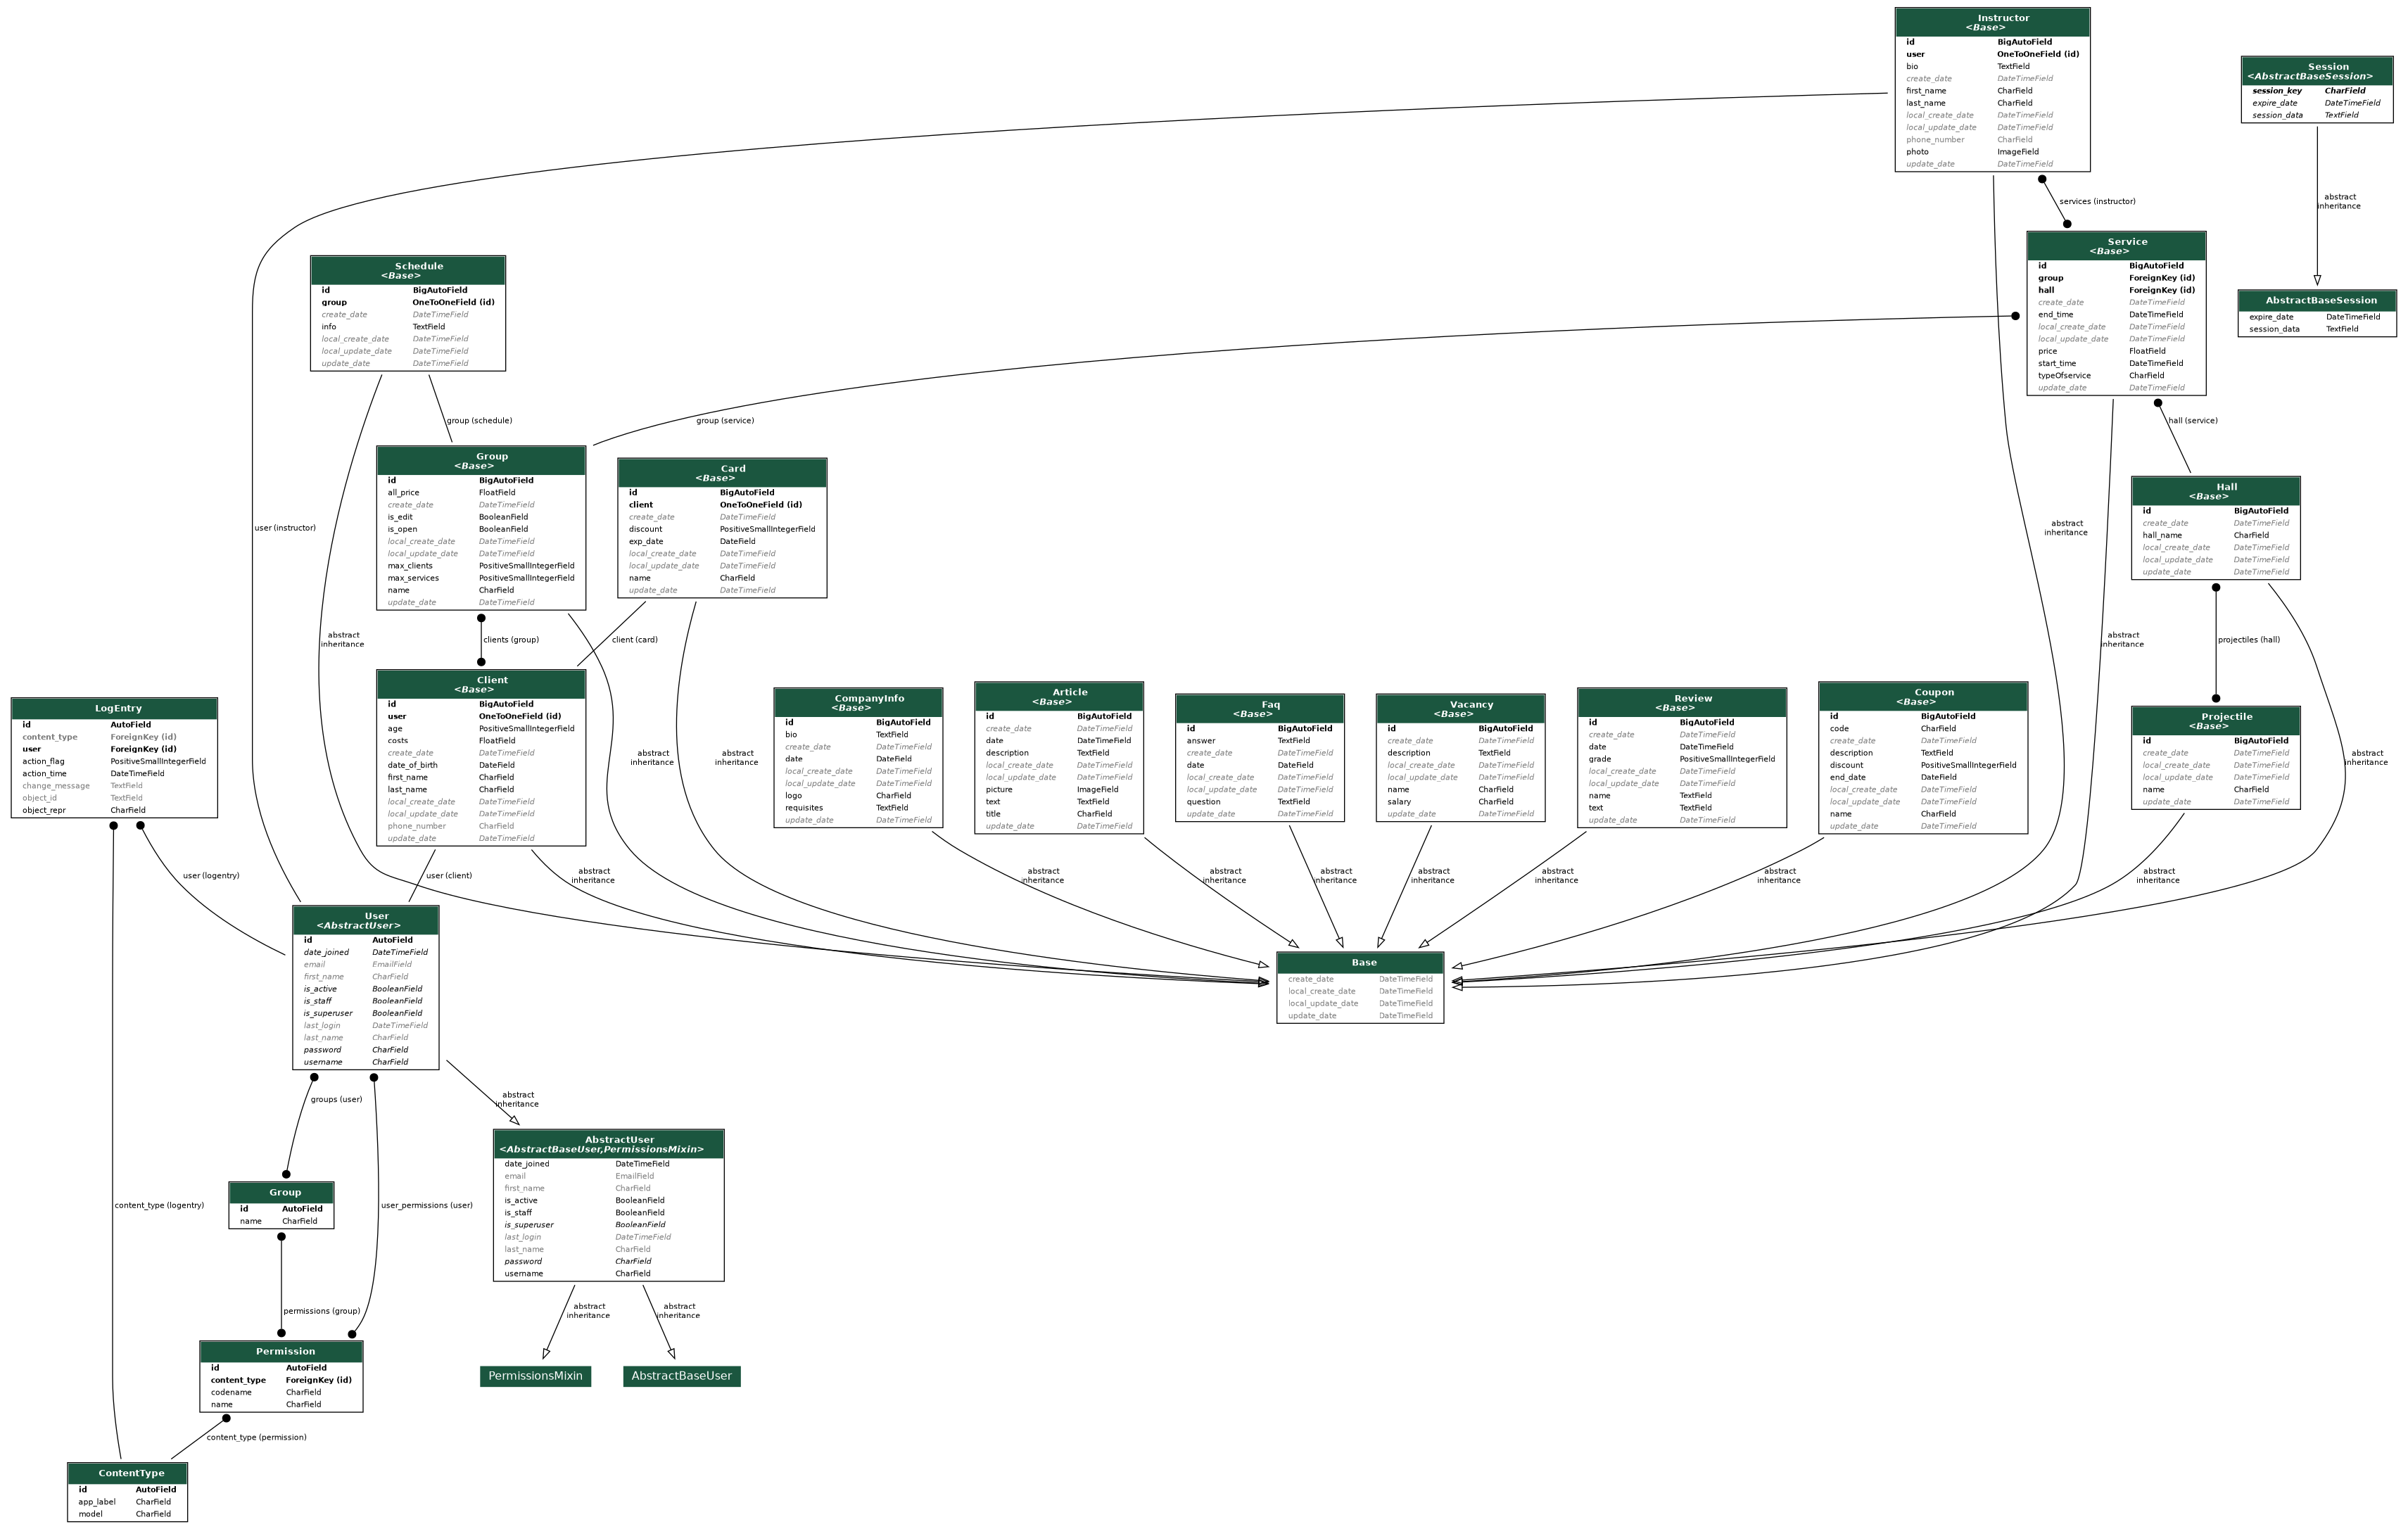 Instructor
<Base>
id BigAutoField
user OneToOneField (id)
bio TextField
create_date DateTimeField
first_name CharField
last_name CharField
local_create_date DateTimeField
local_update_date DateTimeField
phone_number CharField
photo ImageField
update_date DateTimeField
Session
<AbstractBaseSession>
session_key CharField
expire_date DateTimeField
session_data TextField
abstract
inheritance
services (instructor)
Service
<Base>
id BigAutoField
group ForeignKey (id)
hall ForeignKey (id)
create_date DateTimeField
end_time DateTimeField
local_create_date DateTimeField
local_update_date DateTimeField
price FloatField
start_time DateTimeField
typeOfservice CharField
update_date DateTimeField
AbstractBaseSession
expire_date DateTimeField
session_data TextField
Schedule
<Base>
id BigAutoField
group OneToOneField (id)
create_date DateTimeField
info TextField
local_create_date DateTimeField
local_update_date DateTimeField
update_date DateTimeField
group (schedule)
group (service)
hall (service)
user (instructor)
Group
<Base>
id BigAutoField
all_price FloatField
create_date DateTimeField
is_edit BooleanField
is_open BooleanField
local_create_date DateTimeField
local_update_date DateTimeField
max_clients PositiveSmallIntegerField
max_services PositiveSmallIntegerField
name CharField
update_date DateTimeField
Card
<Base>
id BigAutoField
client OneToOneField (id)
create_date DateTimeField
discount PositiveSmallIntegerField
exp_date DateField
local_create_date DateTimeField
local_update_date DateTimeField
name CharField
update_date DateTimeField
abstract
inheritance
Hall
<Base>
id BigAutoField
create_date DateTimeField
hall_name CharField
local_create_date DateTimeField
local_update_date DateTimeField
update_date DateTimeField
abstract
inheritance
clients (group)
client (card)
abstract
inheritance
projectiles (hall)
LogEntry
id AutoField
content_type ForeignKey (id)
user ForeignKey (id)
action_flag PositiveSmallIntegerField
action_time DateTimeField
change_message TextField
object_id TextField
object_repr CharField
Client
<Base>
id BigAutoField
user OneToOneField (id)
age PositiveSmallIntegerField
costs FloatField
create_date DateTimeField
date_of_birth DateField
first_name CharField
last_name CharField
local_create_date DateTimeField
local_update_date DateTimeField
phone_number CharField
update_date DateTimeField
abstract
inheritance
abstract
inheritance
CompanyInfo
<Base>
id BigAutoField
bio TextField
create_date DateTimeField
date DateField
local_create_date DateTimeField
local_update_date DateTimeField
logo CharField
requisites TextField
update_date DateTimeField
Article
<Base>
id BigAutoField
create_date DateTimeField
date DateTimeField
description TextField
local_create_date DateTimeField
local_update_date DateTimeField
picture ImageField
text TextField
title CharField
update_date DateTimeField
Faq
<Base>
id BigAutoField
answer TextField
create_date DateTimeField
date DateField
local_create_date DateTimeField
local_update_date DateTimeField
question TextField
update_date DateTimeField
Vacancy
<Base>
id BigAutoField
create_date DateTimeField
description TextField
local_create_date DateTimeField
local_update_date DateTimeField
name CharField
salary CharField
update_date DateTimeField
Review
<Base>
id BigAutoField
create_date DateTimeField
date DateTimeField
grade PositiveSmallIntegerField
local_create_date DateTimeField
local_update_date DateTimeField
name TextField
text TextField
update_date DateTimeField
Coupon
<Base>
id BigAutoField
code CharField
create_date DateTimeField
description TextField
discount PositiveSmallIntegerField
end_date DateField
local_create_date DateTimeField
local_update_date DateTimeField
name CharField
update_date DateTimeField
Projectile
<Base>
id BigAutoField
create_date DateTimeField
local_create_date DateTimeField
local_update_date DateTimeField
name CharField
update_date DateTimeField
abstract
inheritance
user (logentry)
user (client)
abstract
inheritance
abstract
inheritance
abstract
inheritance
abstract
inheritance
abstract
inheritance
abstract
inheritance
abstract
inheritance
abstract
inheritance
User
<AbstractUser>
id AutoField
date_joined DateTimeField
email EmailField
first_name CharField
is_active BooleanField
is_staff BooleanField
is_superuser BooleanField
last_login DateTimeField
last_name CharField
password CharField
username CharField
Base
create_date DateTimeField
local_create_date DateTimeField
local_update_date DateTimeField
update_date DateTimeField
groups (user)
abstract
inheritance
AbstractUser
<AbstractBaseUser,PermissionsMixin>
date_joined DateTimeField
email EmailField
first_name CharField
is_active BooleanField
is_staff BooleanField
is_superuser BooleanField
last_login DateTimeField
last_name CharField
password CharField
username CharField
Group
id AutoField
name CharField
content_type (logentry)
user_permissions (user)
permissions (group)
abstract
inheritance
abstract
inheritance
Permission
id AutoField
content_type ForeignKey (id)
codename CharField
name CharField
PermissionsMixin
AbstractBaseUser
content_type (permission)
ContentType
id AutoField
app_label CharField
model CharField